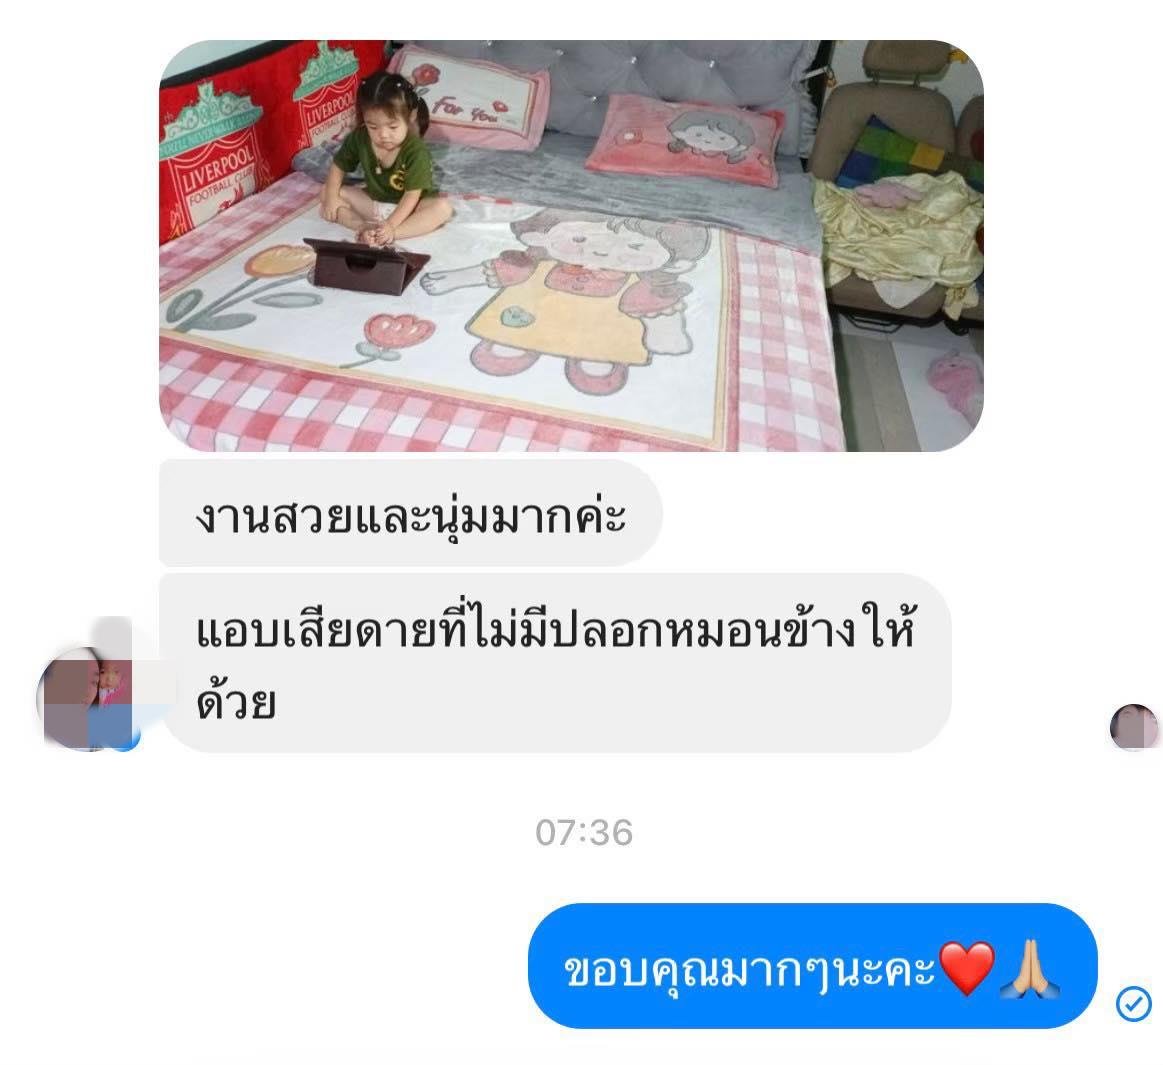 YOU'LL NEVER WALK ALONE
LIVERPOOL
FOOTBALL CLUB
LIVERPOOL
FOOTBALL CLUB
For You
งานสวยและนุ่มมากค่ะ
แอบเสียดายที่ไม่มีปลอกหมอนข้างให้
ด้วย
07:36
ขอบคุณมากๆนะคะ❤️🙏🏼